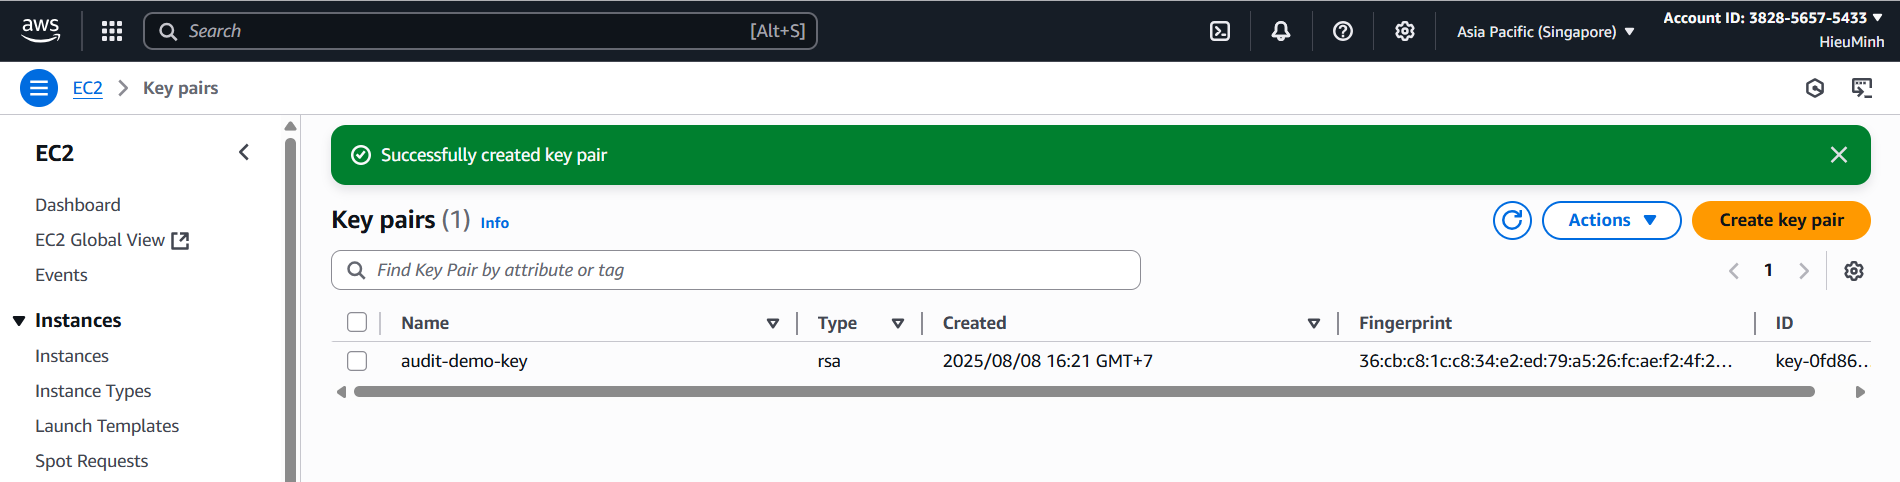 aws
Search [Alt+S]
Asia Pacific (Singapore)
Account ID: 3828-5657-5433
HieuMinh
EC2 > Key pairs
EC2
Dashboard
EC2 Global View
Events
Instances
Instances
Instance Types
Launch Templates
Spot Requests
Successfully created key pair
Key pairs (1) Info
Actions
Create key pair
Find Key Pair by attribute or tag
1
Name Type Created Fingerprint ID
audit-demo-key rsa 2025/08/08 16:21 GMT+7 36:cb:c8:1c:c8:34:e2:ed:79:a5:26:fc:ae:f2:4f:2... key-0fd86...